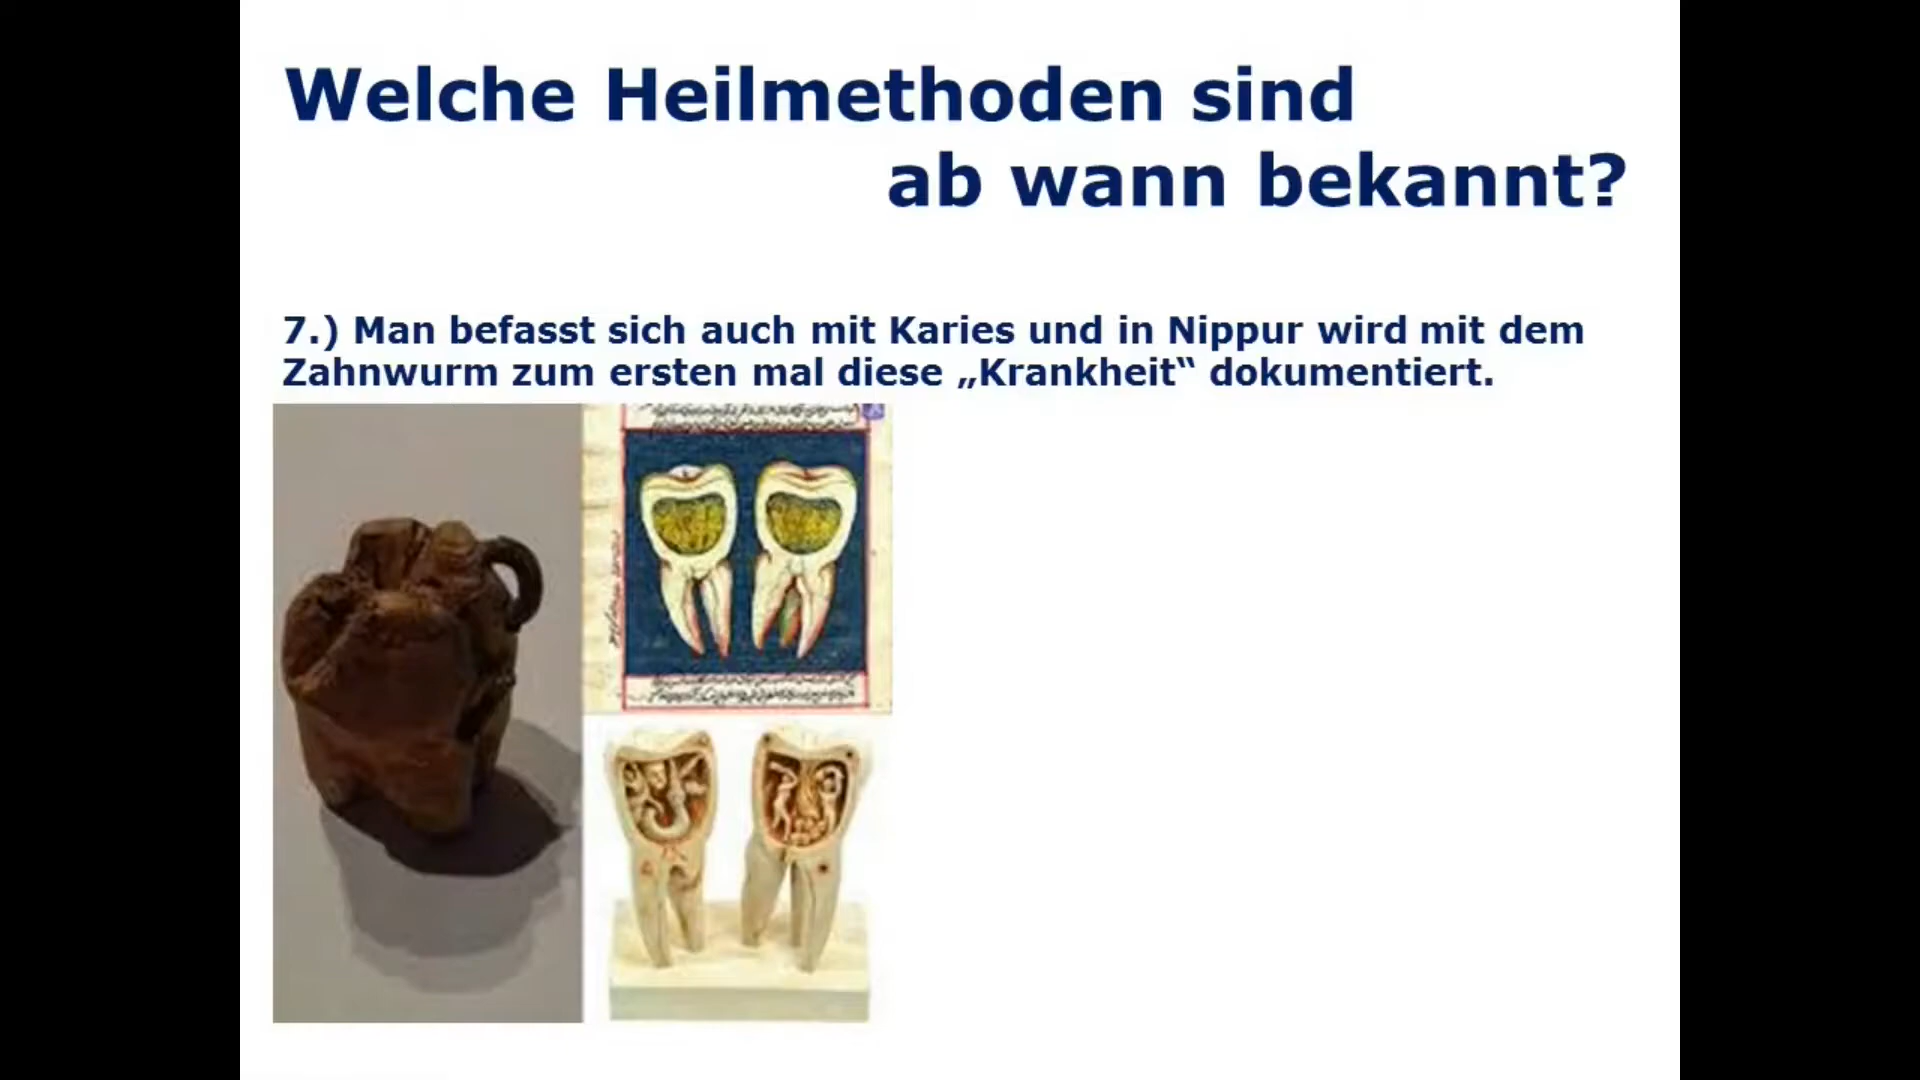 Welche Heilmethoden sind
ab wann bekannt?
7.) Man befasst sich auch mit Karies und in Nippur wird mit dem
Zahnwurm zum ersten mal diese „Krankheit“ dokumentiert.